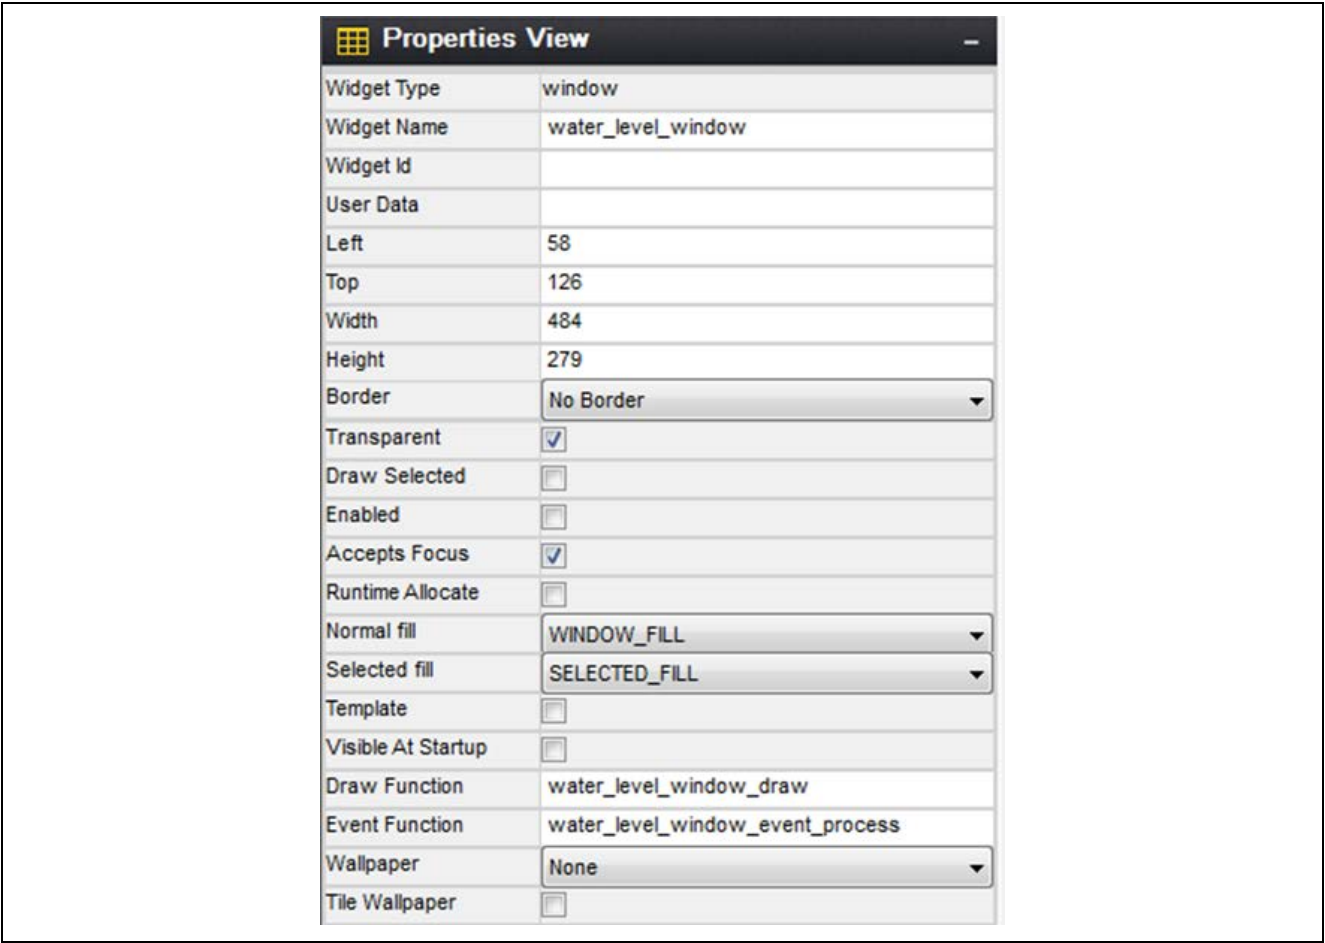 Properties View
Widget Type window
Widget Name water_level_window
Widget Id
User Data
Left 58
Top 126
Width 484
Height 279
Border No Border
Transparent
Draw Selected
Enabled
Accepts Focus
Runtime Allocate
Normal fill WINDOW_FILL
Selected fill SELECTED_FILL
Template
Visible At Startup
Draw Function water_level_window_draw
Event Function water_level_window_event_process
Wallpaper None
Tile Wallpaper